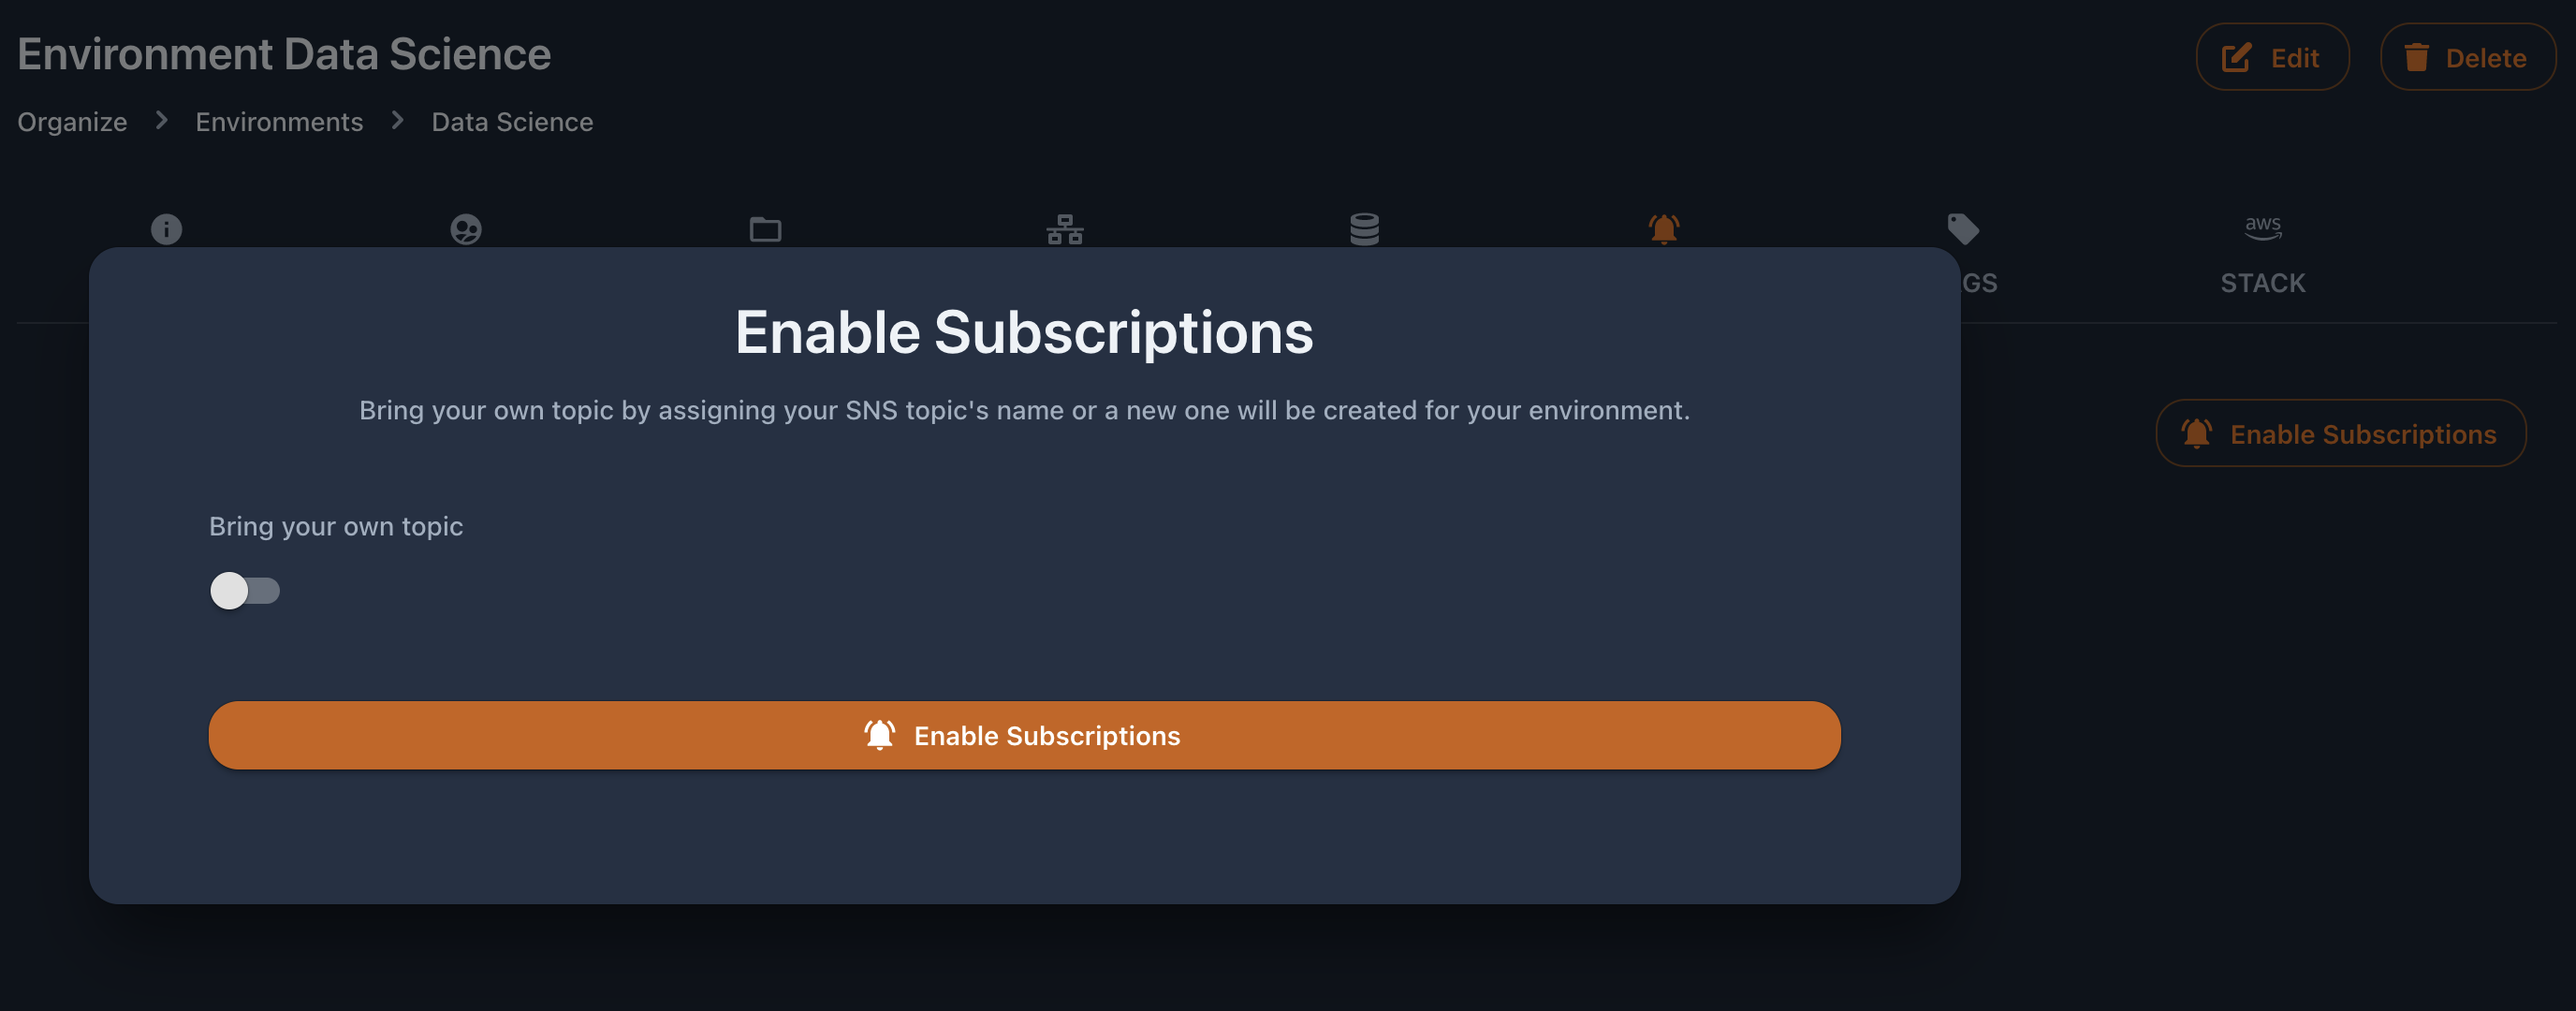 Environment Data Science
Edit
Delete
Organize > Environments > Data Science
aws
GS
STACK
Enable Subscriptions
Bring your own topic by assigning your SNS topic's name or a new one will be created for your environment.
Enable Subscriptions
Bring your own topic
Enable Subscriptions